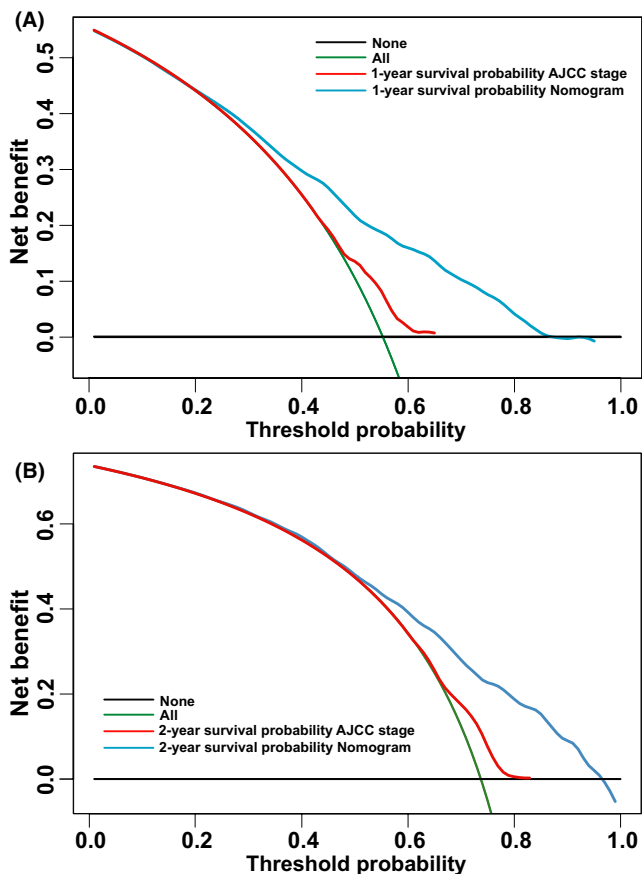 (A)
None
All
1-year survival probability AJCC stage
1-year survival probability Nomogram
Net benefit
0.5
0.4
0.3
0.2
0.1
0.0
0.0 0.2 0.4 0.6 0.8 1.0
Threshold probability
(B)
Net benefit
0.6
0.4
0.2
0.0
None
All
2-year survival probability AJCC stage
2-year survival probability Nomogram
0.0 0.2 0.4 0.6 0.8 1.0
Threshold probability